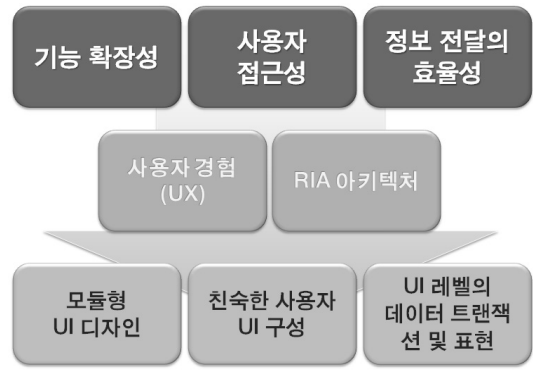 기능 확장성
사용자
접근성
정보 전달의
효율성
사용자 경험
(UX)
RIA 아키텍처
모듈형
UI 디자인
친숙한 사용자
UI 구성
UI 레벨의
데이터 트랜잭
션 및 표현